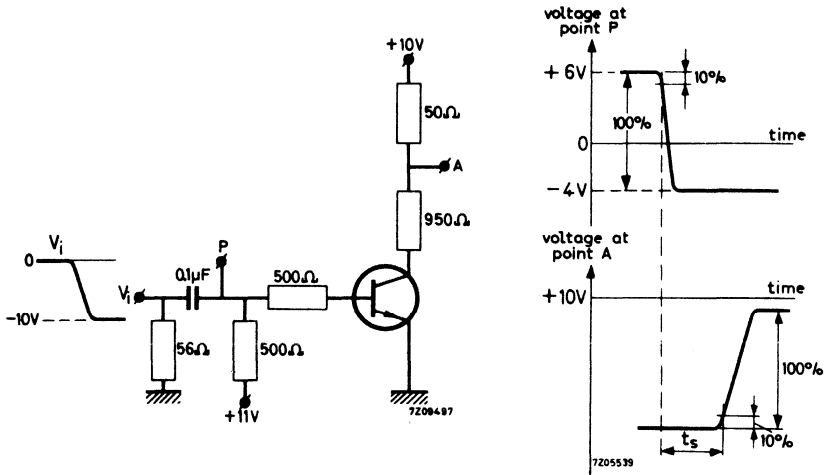 +10V
50Ω
A
950Ω
Vi
0
-10V
Vi
0.1μF
P
500Ω
56Ω
500Ω
+11V
7Z09497
voltage at
point P
+6V
10%
100%
time
0
-4V
voltage at
point A
time
+10V
100%
ts
10%
7Z05539